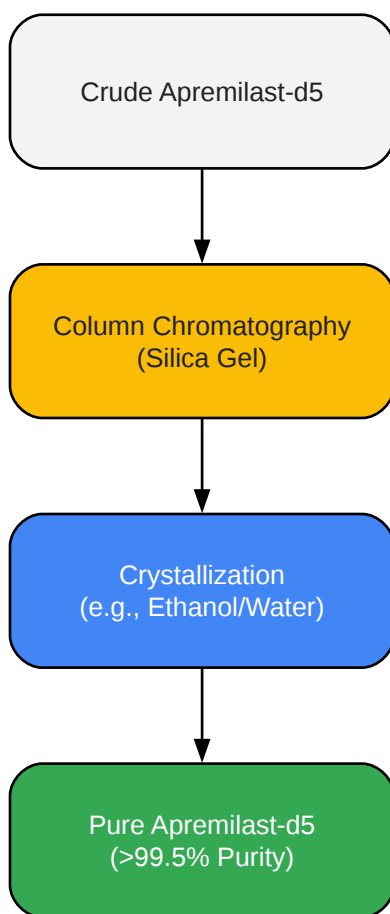 Crude Apremilast-d5
Column Chromatography
(Silica Gel)
Crystallization
(e.g., Ethanol/Water)
Pure Apremilast-d5
(>99.5% Purity)